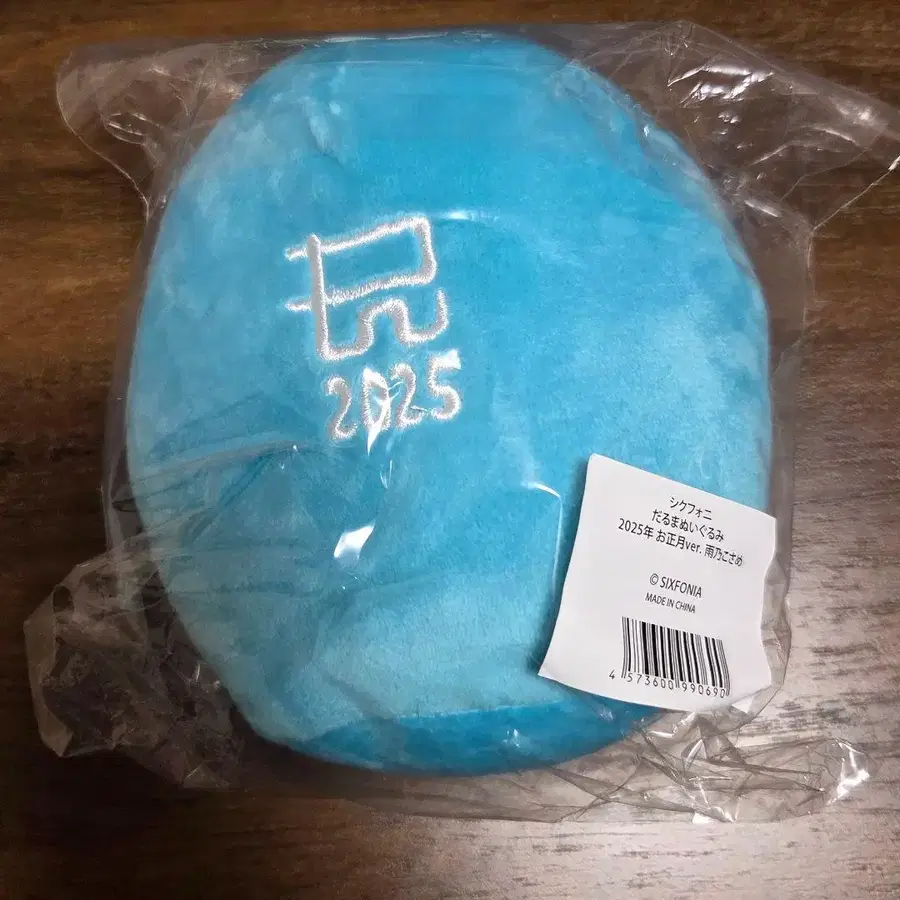 2025
シクフォニ
だるまぬいぐるみ
2025年 お正月ver. 雨乃こさめ
© SIXFONIA
MADE IN CHINA
4 573600 990690